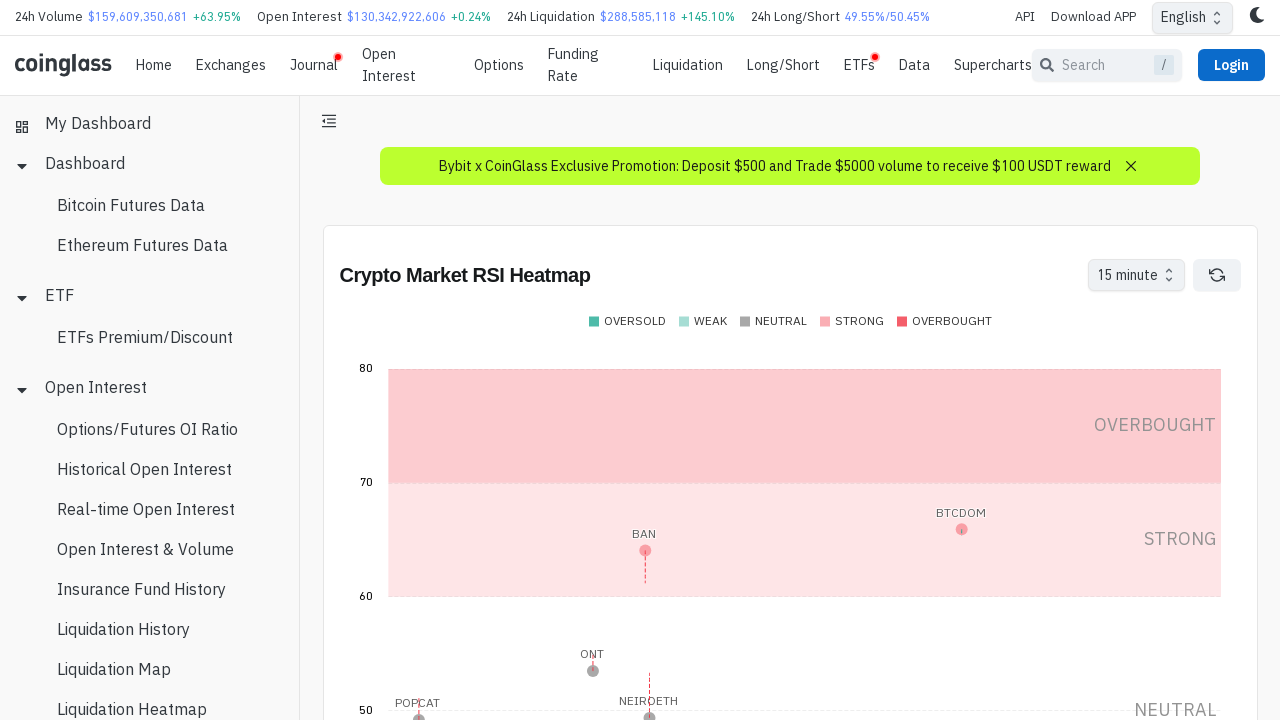 24h Volume $159,609,350,681 +63.95% Open Interest $130,342,922,606 +0.24% 24h Liquidation $288,585,118 +145.10% 24h Long/Short 49.55%/50.45% API Download APP English
coinglass Home Exchanges Journal Open Interest Options Funding Rate Liquidation Long/Short ETFs Data Supercharts Search / Login
My Dashboard
Dashboard
Bitcoin Futures Data
Ethereum Futures Data
ETF
ETFs Premium/Discount
Open Interest
Options/Futures OI Ratio
Historical Open Interest
Real-time Open Interest
Open Interest & Volume
Insurance Fund History
Liquidation History
Liquidation Map
Liquidation Heatmap
Bybit x CoinGlass Exclusive Promotion: Deposit $500 and Trade $5000 volume to receive $100 USDT reward
Crypto Market RSI Heatmap 15 minute
OVERSOLD WEAK NEUTRAL STRONG OVERBOUGHT
80
OVERBOUGHT
70
BTCDOM
BAN
STRONG
60
ONT
NEIROETH
POPCAT
50 NEUTRAL